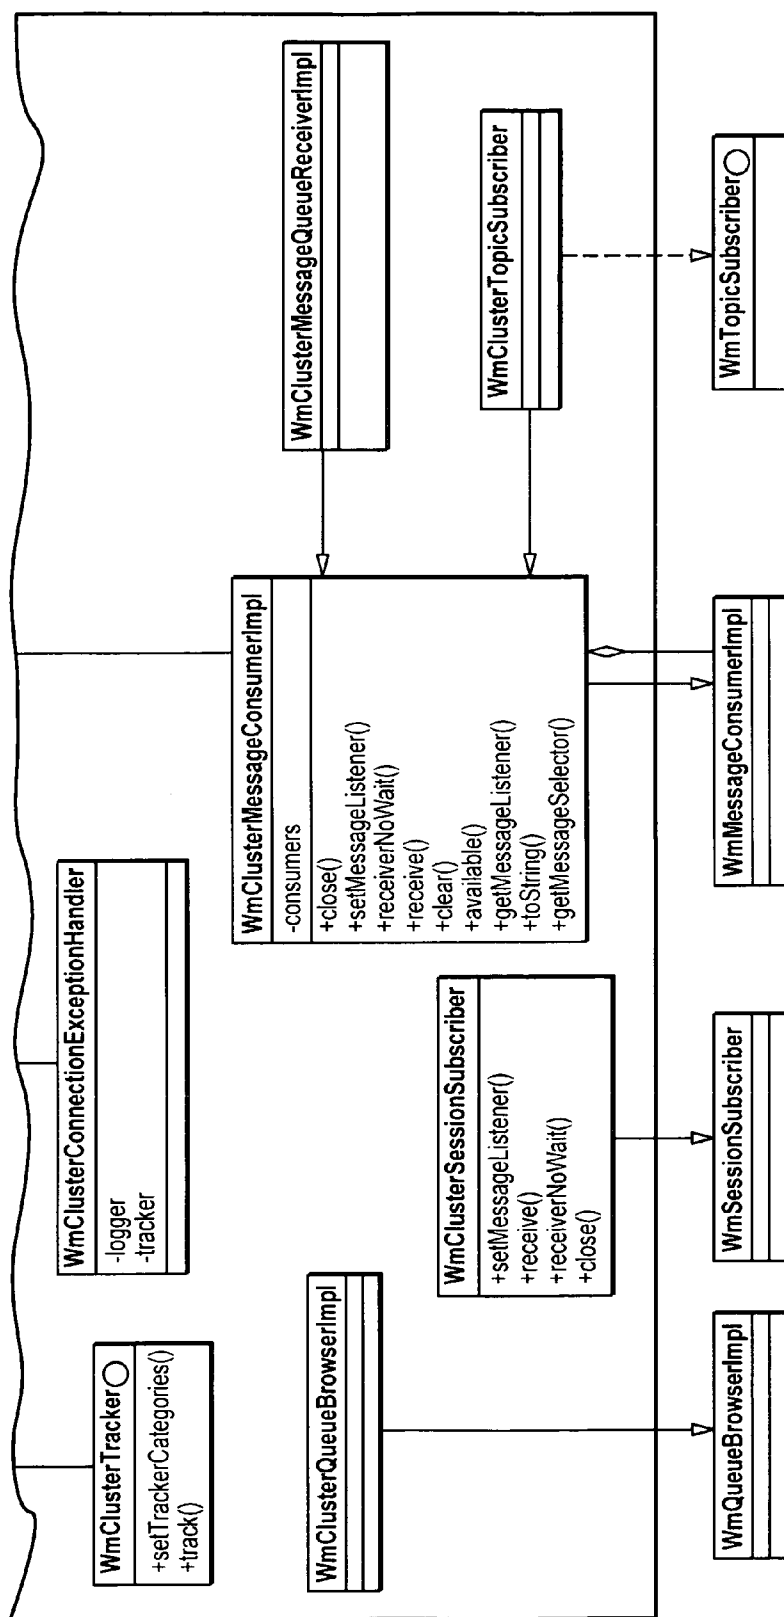 WmClusterTracker
+setTrackerCategories()
+track()
WmClusterConnectionExceptionHandler
-logger
-tracker
WmClusterQueueBrowserImpl
WmClusterSessionSubscriber
+setMessageListener()
+receive()
+receiverNoWait()
+close()
WmClusterMessageConsumerImpl
-consumers
+close()
+setMessageListener()
+receiverNoWait()
+receive()
+clear()
+available()
+getMessageListener()
+toString()
+getMessageSelector()
WmClusterMessageQueueReceiverImpl
WmClusterTopicSubscriber
WmQueueBrowserImpl
WmSessionSubscriber
WmMessageConsumerImpl
WmTopicSubscriber